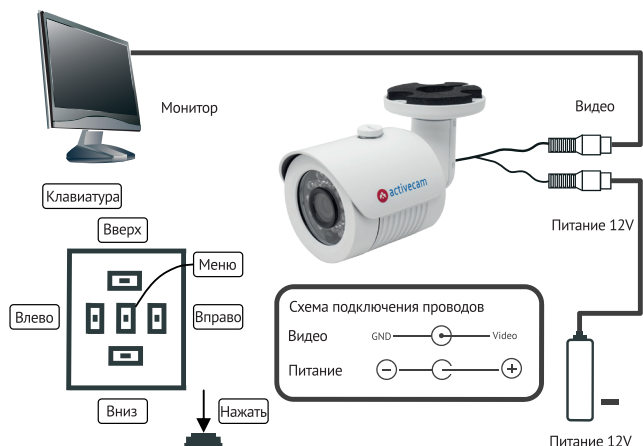 Монитор
Видео
activecam
Питание 12V
Клавиатура
Вверх
Меню
Влево
Вправо
Вниз
Нажать
Схема подключения проводов
Видео GND Video
Питание − +
Питание 12V